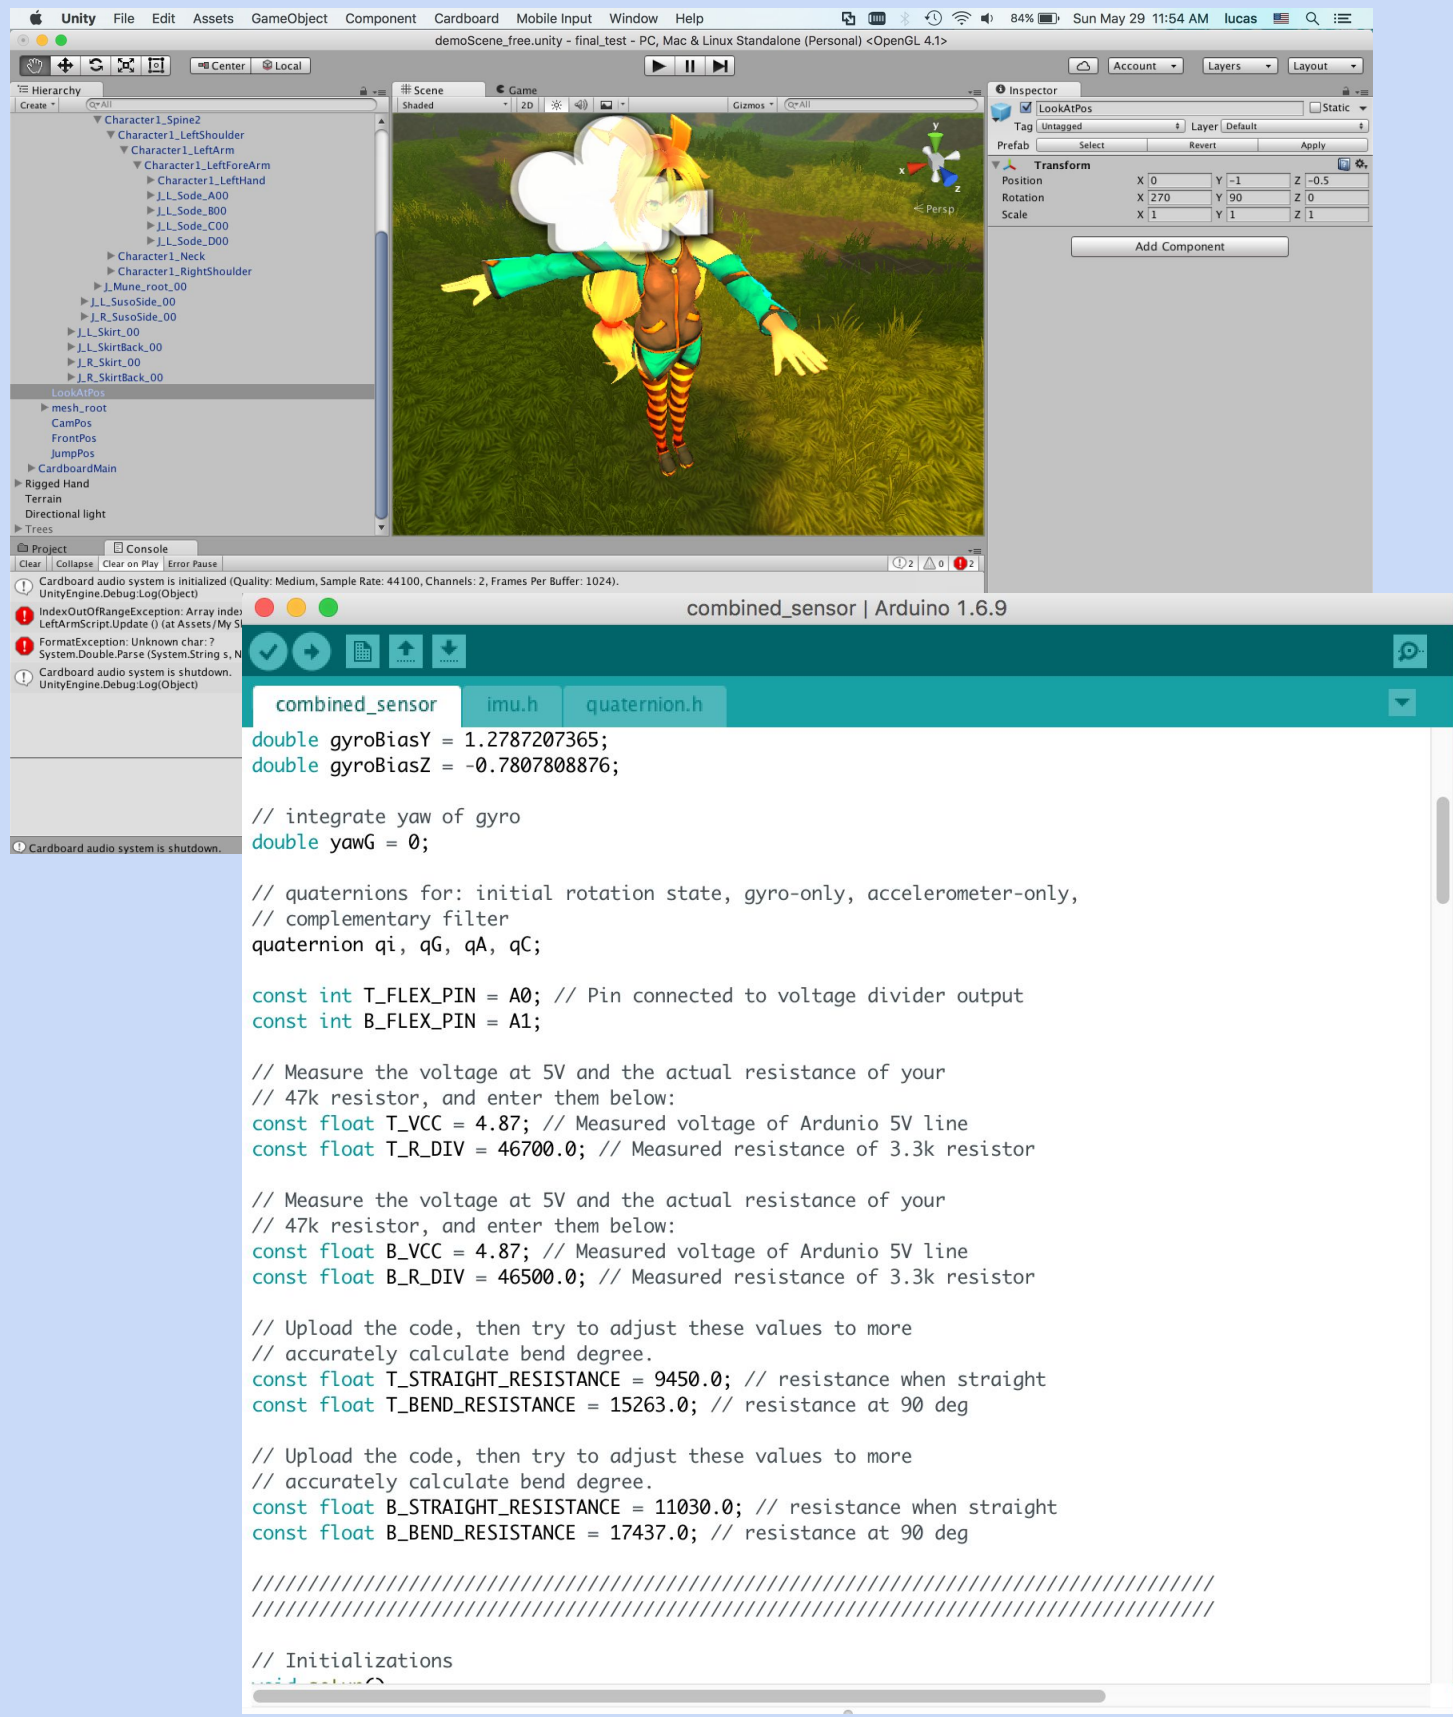 Unity File Edit Assets GameObject Component Cardboard Mobile Input Window Help 84% Sun May 29 11:54 AM lucas
demoScene_free.unity - final_test - PC, Mac & Linux Standalone (Personal) <OpenGL 4.1>
Center Local Account Layers Layout
Hierarchy
Create All
Character1_Spine2
Character1_LeftShoulder
Character1_LeftArm
Character1_LeftForeArm
Character1_LeftHand
J_L_Sode_A00
J_L_Sode_B00
J_L_Sode_C00
J_L_Sode_D00
Character1_Neck
Character1_RightShoulder
J_Mune_root_00
J_L_SusoSide_00
J_R_SusoSide_00
J_L_Skirt_00
J_L_SkirtBack_00
J_R_Skirt_00
J_R_SkirtBack_00
LookAtPos
mesh_root
CamPos
FrontPos
JumpPos
CardboardMain
Rigged Hand
Terrain
Directional light
Trees
Scene Game
Shaded 2D Gizmos All
y
x
z
Persp
Inspector
LookAtPos Static
Tag Untagged Layer Default
Prefab Select Revert Apply
Transform
Position X 0 Y -1 Z -0.5
Rotation X 270 Y 90 Z 0
Scale X 1 Y 1 Z 1
Add Component
Project Console
Clear Collapse Clear on Play Error Pause 2 0 2
Cardboard audio system is initialized (Quality: Medium, Sample Rate: 44100, Channels: 2, Frames Per Buffer: 1024).
UnityEngine.Debug:Log(Object)
IndexOutOfRangeException: Array inde
LeftArmScript.Update () (at Assets/My S
FormatException: Unknown char: ?
System.Double.Parse (System.String s, N
Cardboard audio system is shutdown.
UnityEngine.Debug:Log(Object)
Cardboard audio system is shutdown.
combined_sensor | Arduino 1.6.9
combined_sensor imu.h quaternion.h
double gyroBiasY = 1.2787207365;
double gyroBiasZ = -0.7807808876;
// integrate yaw of gyro
double yawG = 0;
// quaternions for: initial rotation state, gyro-only, accelerometer-only,
// complementary filter
quaternion qi, qG, qA, qC;
const int T_FLEX_PIN = A0; // Pin connected to voltage divider output
const int B_FLEX_PIN = A1;
// Measure the voltage at 5V and the actual resistance of your
// 47k resistor, and enter them below:
const float T_VCC = 4.87; // Measured voltage of Ardunio 5V line
const float T_R_DIV = 46700.0; // Measured resistance of 3.3k resistor
// Measure the voltage at 5V and the actual resistance of your
// 47k resistor, and enter them below:
const float B_VCC = 4.87; // Measured voltage of Ardunio 5V line
const float B_R_DIV = 46500.0; // Measured resistance of 3.3k resistor
// Upload the code, then try to adjust these values to more
// accurately calculate bend degree.
const float T_STRAIGHT_RESISTANCE = 9450.0; // resistance when straight
const float T_BEND_RESISTANCE = 15263.0; // resistance at 90 deg
// Upload the code, then try to adjust these values to more
// accurately calculate bend degree.
const float B_STRAIGHT_RESISTANCE = 11030.0; // resistance when straight
const float B_BEND_RESISTANCE = 17437.0; // resistance at 90 deg
//////////////////////////////////////////////////////////////////////////////////////
//////////////////////////////////////////////////////////////////////////////////////
// Initializations
void setup()